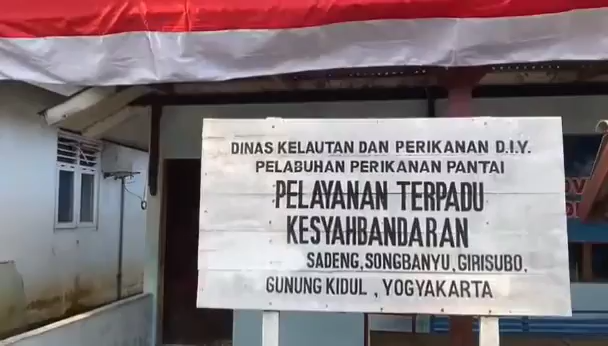 DINAS KELAUTAN DAN PERIKANAN D.I.Y.
PELABUHAN PERIKANAN PANTAI
PELAYANAN TERPADU
KESYAHBANDARAN
SADENG, SONGBANYU, GIRISUBO,
GUNUNG KIDUL , YOGYAKARTA